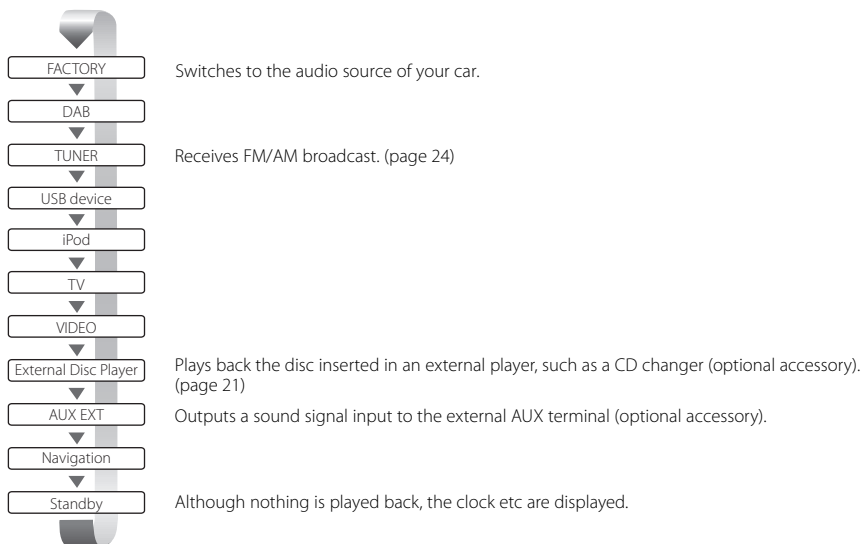 FACTORY
Switches to the audio source of your car.
DAB
TUNER
Receives FM/AM broadcast. (page 24)
USB device
iPod
TV
VIDEO
External Disc Player
Plays back the disc inserted in an external player, such as a CD changer (optional accessory).
(page 21)
AUX EXT
Outputs a sound signal input to the external AUX terminal (optional accessory).
Navigation
Standby
Although nothing is played back, the clock etc are displayed.